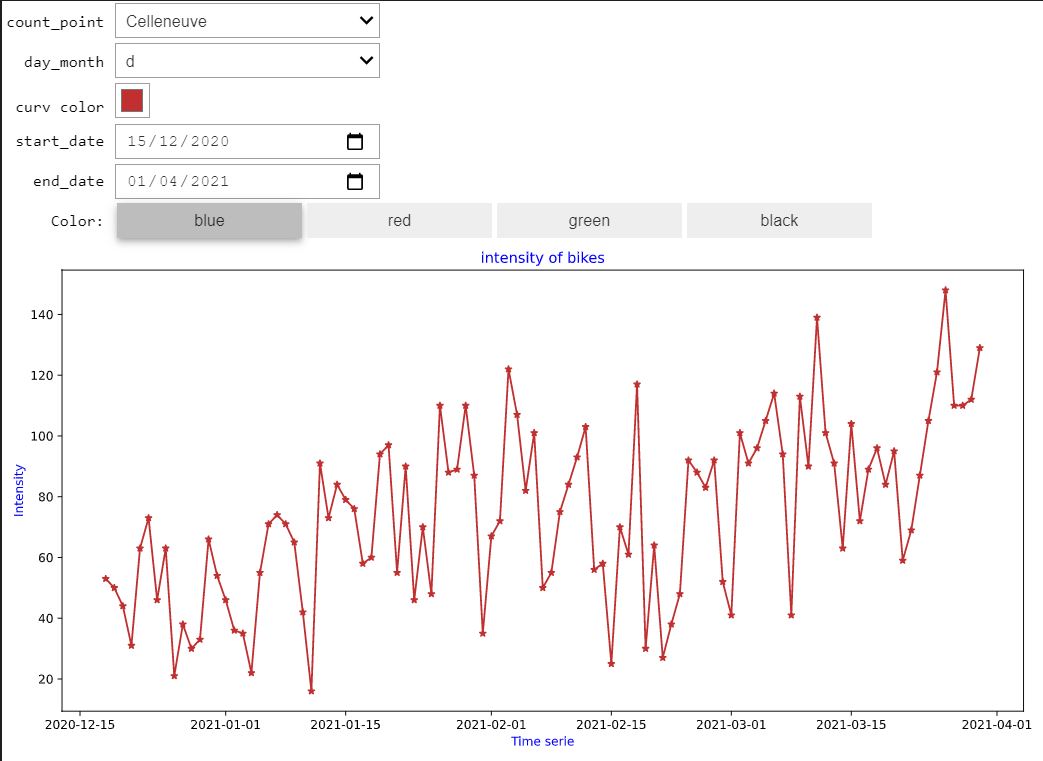 count_point Celleneuve
day_month d
curv color
start_date 15/12/2020
end_date 01/04/2021
Color: blue red green black
intensity of bikes
140
120
100
80
60
40
20
Intensity
2020-12-15 2021-01-01 2021-01-15 2021-02-01 2021-02-15 2021-03-01 2021-03-15 2021-04-01
Time serie